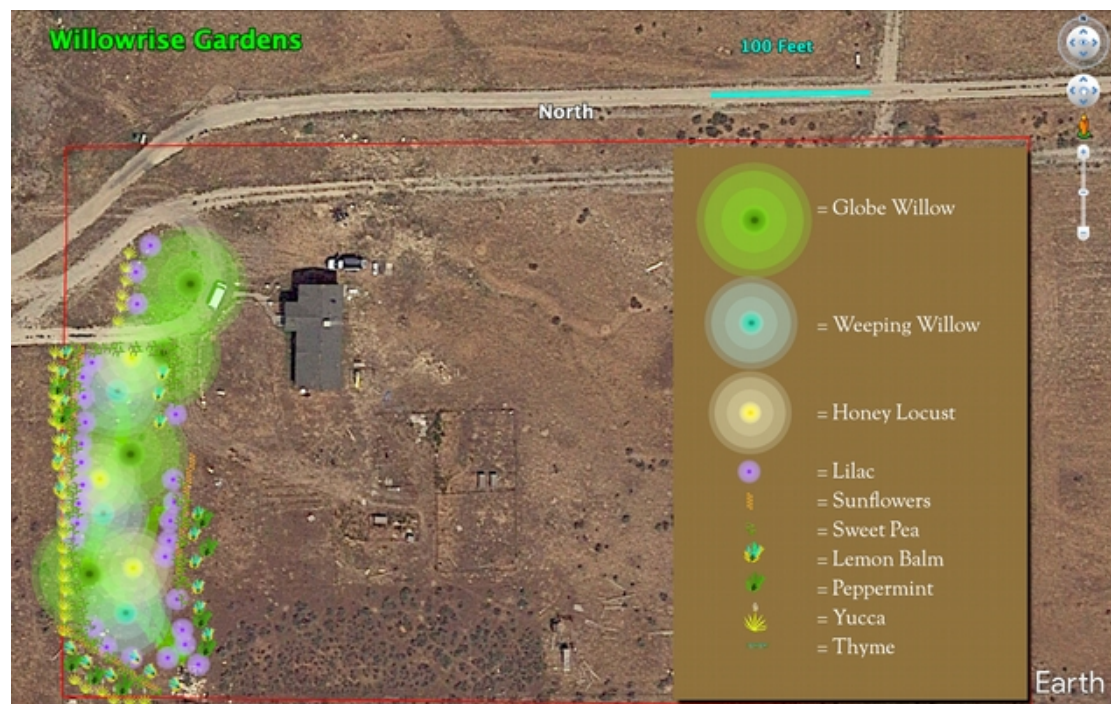 Willowrise Gardens
100 Feet
North
= Globe Willow
= Weeping Willow
= Honey Locust
= Lilac
= Sunflowers
= Sweet Pea
= Lemon Balm
= Peppermint
= Yucca
= Thyme
Earth